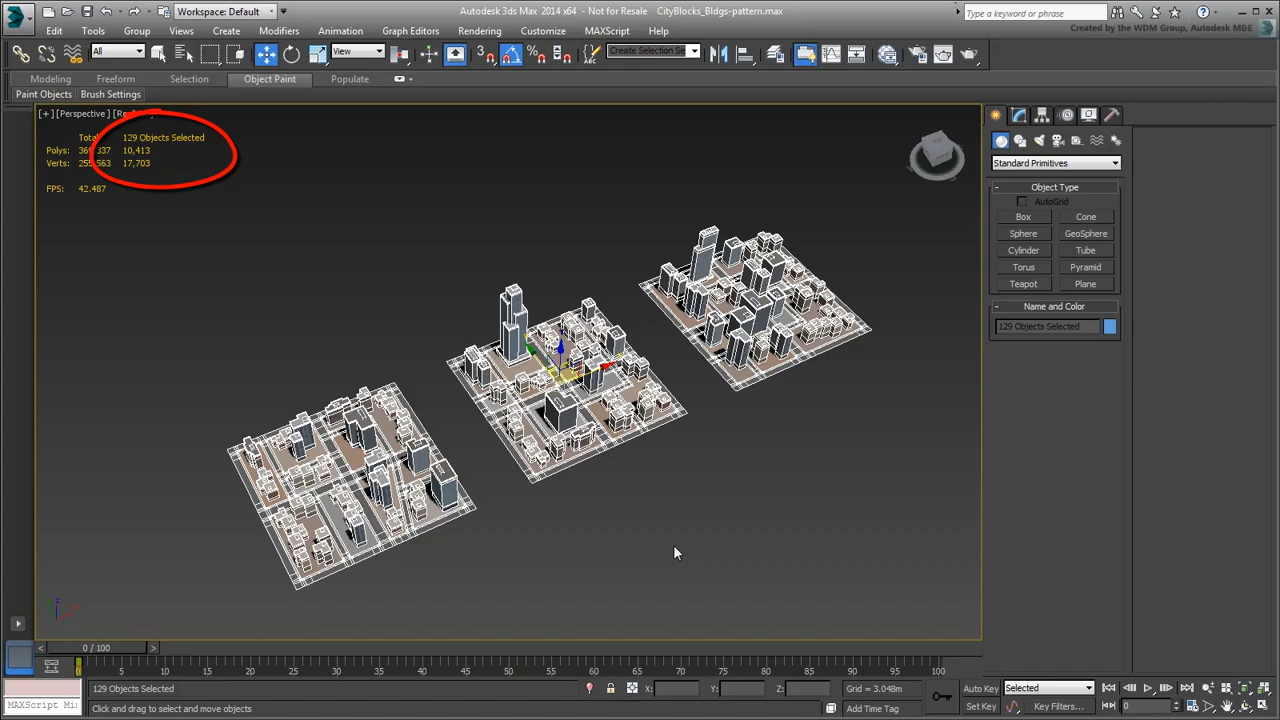 Workspace: Default
Autodesk 3ds Max 2014 x64 - Not for Resale CityBlocks_Bldgs-pattern.max
Type a keyword or phrase
Edit Tools Group Views Create Modifiers Animation Graph Editors Rendering Customize MAXScript Help
Created by the WDM Group, Autodesk M&E
All
View
Create Selection Se
Modeling Freeform Selection Object Paint Populate
Paint Objects Brush Settings
[+] [Perspective]
129 Objects Selected
Polys: 10,413
Verts: 17,703
FPS: 42.487
Standard Primitives
- Object Type
AutoGrid
Box Cone
Sphere GeoSphere
Cylinder Tube
Torus Pyramid
Teapot Plane
- Name and Color
129 Objects Selected
z
< 0 / 100 >
0 5 10 15 20 25 30 35 40 45 50 55 60 65 70 75 80 85 90 95 100
129 Objects Selected X: Y: Z: Grid = 3.048m Auto Key Selected
MAXScript Mi Click and drag to select and move objects Add Time Tag Set Key Key Filters... 0